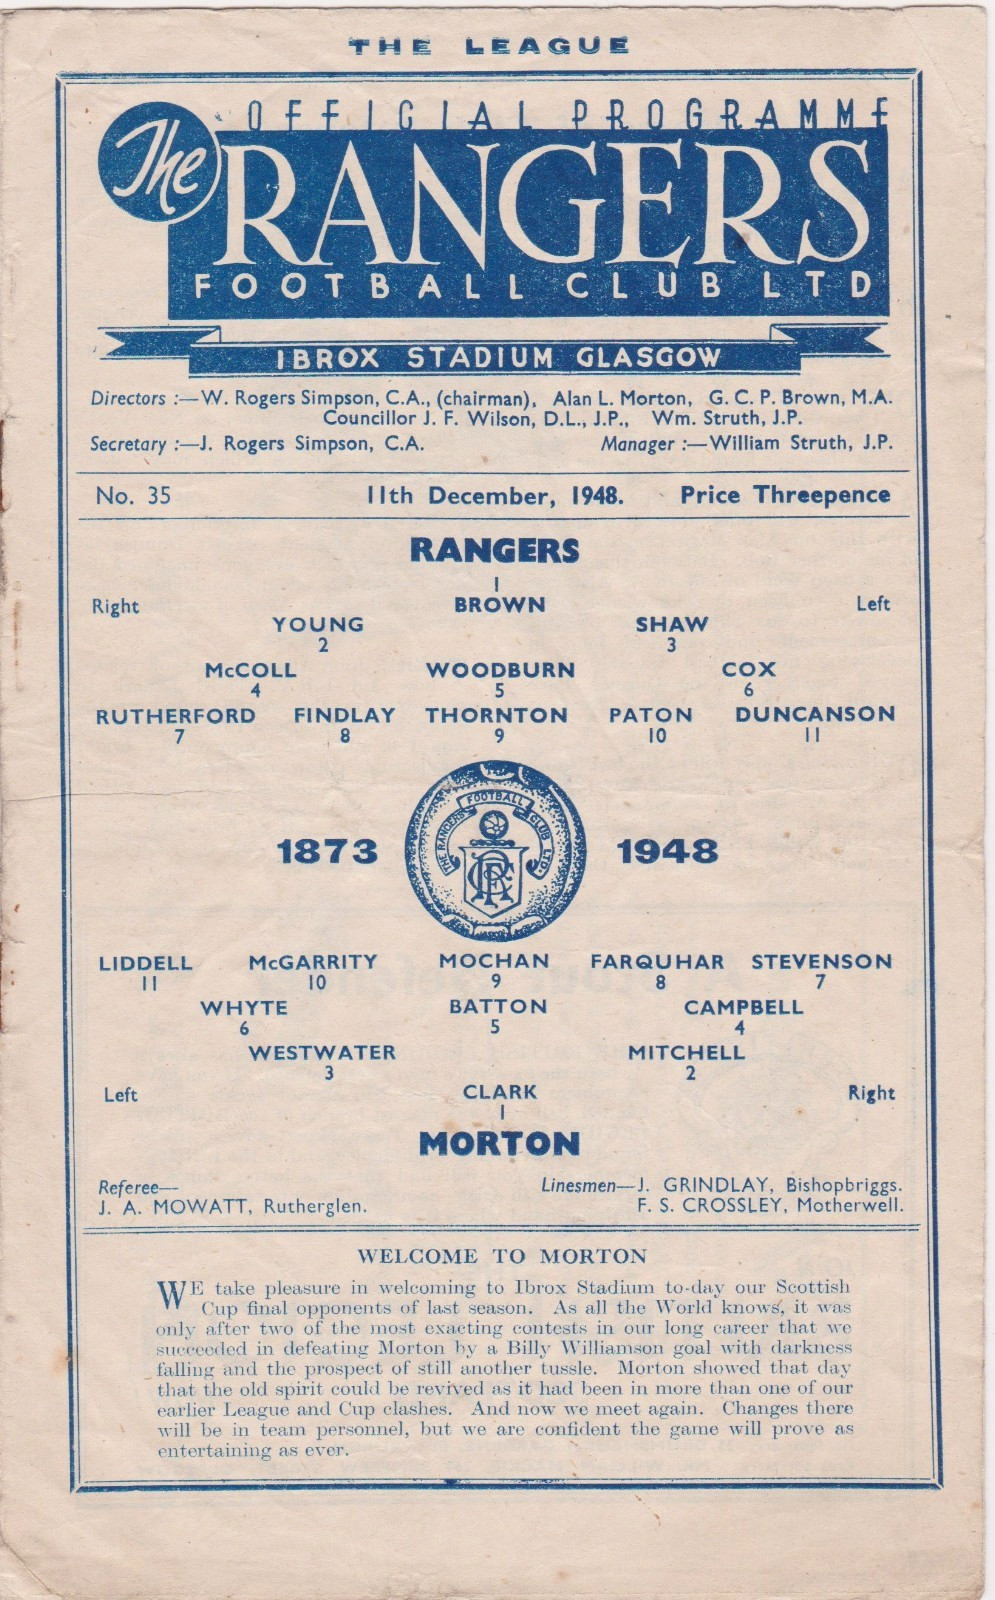 THE LEAGUE
OFFICIAL PROGRAMME
The RANGERS
FOOTBALL CLUB LTD
IBROX STADIUM GLASGOW
Directors :—W. Rogers Simpson, C.A., (chairman), Alan L. Morton, G. C. P. Brown, M.A.
Councillor J. F. Wilson, D.L., J.P., Wm. Struth, J.P.
Secretary :—J. Rogers Simpson, C.A. Manager :—William Struth, J.P.
No. 35 11th December, 1948. Price Threepence
RANGERS
1
Right BROWN Left
YOUNG SHAW
2 3
McCOLL WOODBURN COX
4 5 6
RUTHERFORD FINDLAY THORNTON PATON DUNCANSON
7 8 9 10 11
FOOTBALL
THE RANGERS CLUB LTD.
1873 1948
LIDDELL McGARRITY MOCHAN FARQUHAR STEVENSON
11 10 9 8 7
WHYTE BATTON CAMPBELL
6 5 4
WESTWATER MITCHELL
3 2
Left CLARK Right
1
MORTON
Referee— Linesmen—J. GRINDLAY, Bishopbriggs.
J. A. MOWATT, Rutherglen. F. S. CROSSLEY, Motherwell.
WELCOME TO MORTON
WE take pleasure in welcoming to Ibrox Stadium to-day our Scottish
Cup final opponents of last season. As all the World knows, it was
only after two of the most exacting contests in our long career that we
succeeded in defeating Morton by a Billy Williamson goal with darkness
falling and the prospect of still another tussle. Morton showed that day
that the old spirit could be revived as it had been in more than one of our
earlier League and Cup clashes. And now we meet again. Changes there
will be in team personnel, but we are confident the game will prove as
entertaining as ever.